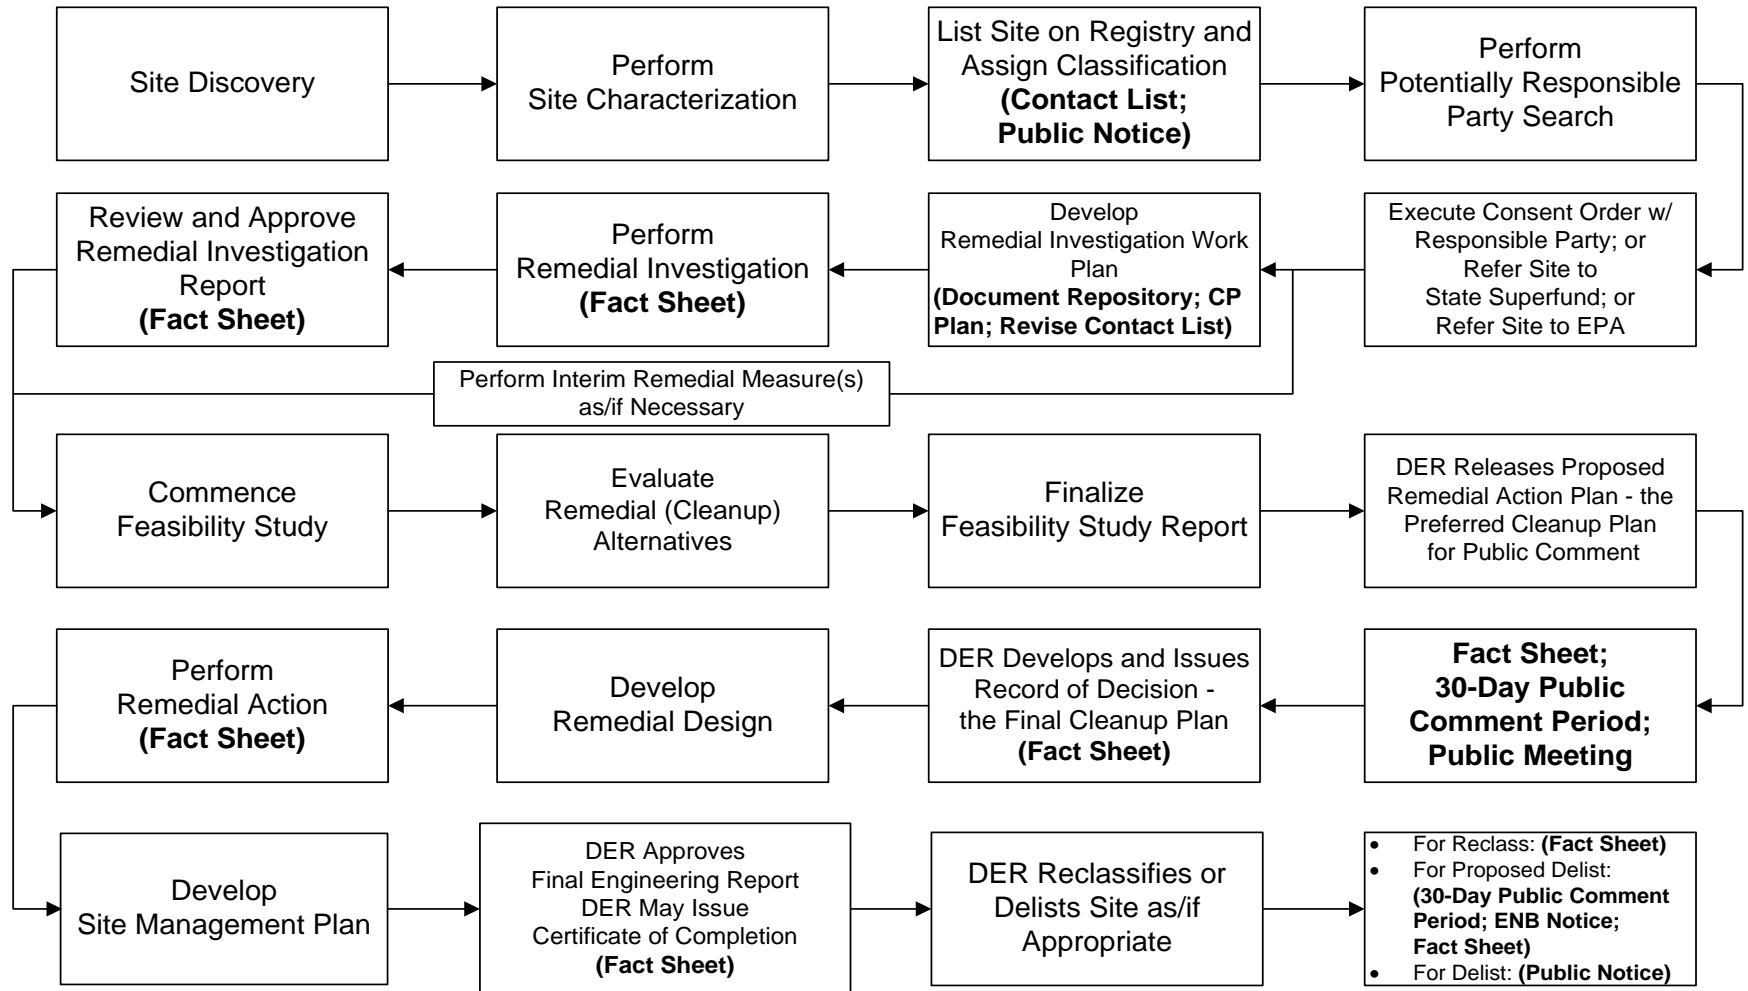 Site Discovery
Perform
Site Characterization
List Site on Registry and
Assign Classification
(Contact List;
Public Notice)
Perform
Potentially Responsible
Party Search
Execute Consent Order w/
Responsible Party; or
Refer Site to
State Superfund; or
Refer Site to EPA
Develop
Remedial Investigation Work
Plan
(Document Repository; CP
Plan; Revise Contact List)
Perform
Remedial Investigation
(Fact Sheet)
Review and Approve
Remedial Investigation
Report
(Fact Sheet)
Perform Interim Remedial Measure(s)
as/if Necessary
Commence
Feasibility Study
Evaluate
Remedial (Cleanup)
Alternatives
Finalize
Feasibility Study Report
DER Releases Proposed
Remedial Action Plan - the
Preferred Cleanup Plan
for Public Comment
Fact Sheet;
30-Day Public
Comment Period;
Public Meeting
DER Develops and Issues
Record of Decision -
the Final Cleanup Plan
(Fact Sheet)
Develop
Remedial Design
Perform
Remedial Action
(Fact Sheet)
Develop
Site Management Plan
DER Approves
Final Engineering Report
DER May Issue
Certificate of Completion
(Fact Sheet)
DER Reclassifies or
Delists Site as/if
Appropriate
• For Reclass: (Fact Sheet)
• For Proposed Delist:
(30-Day Public Comment
Period; ENB Notice;
Fact Sheet)
• For Delist: (Public Notice)